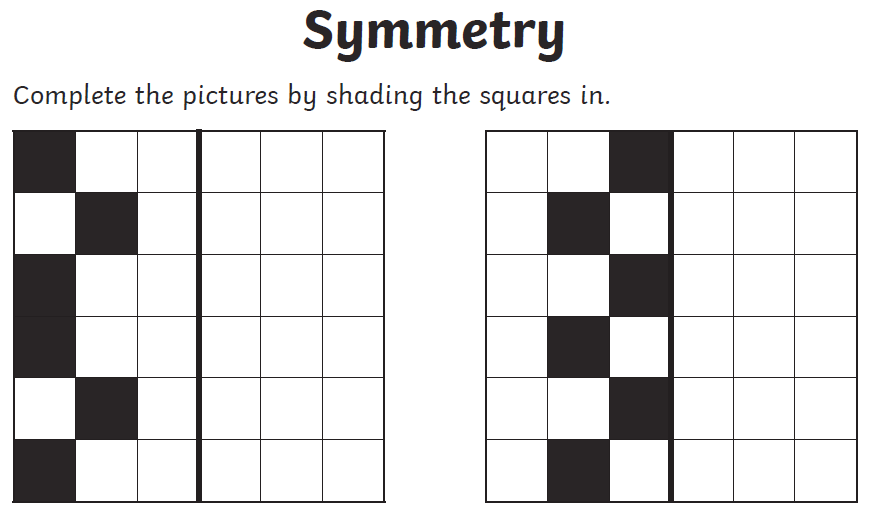 Symmetry
Complete the pictures by shading the squares in.